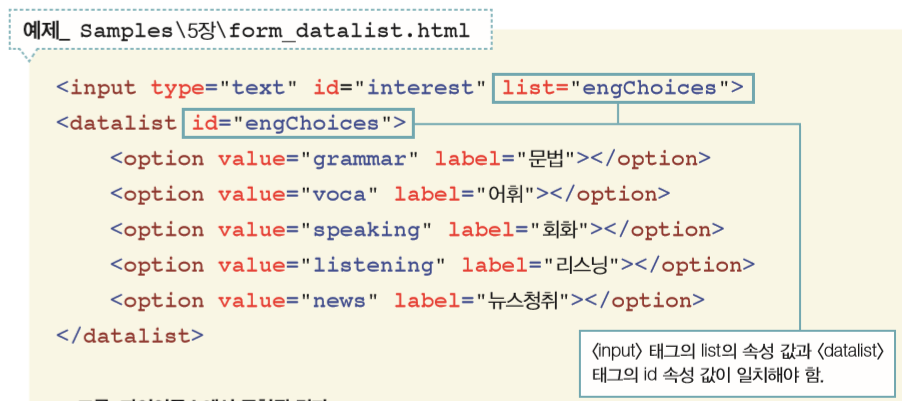 예제_ Samples\5장\form_datalist.html
<input type="text" id="interest" list="engChoices">
<datalist id="engChoices">
<option value="grammar" label="문법"></option>
<option value="voca" label="어휘"></option>
<option value="speaking" label="회화"></option>
<option value="listening" label="리스닝"></option>
<option value="news" label="뉴스청취"></option>
</datalist>
〈input〉 태그의 list의 속성 값과 〈datalist〉
태그의 id 속성 값이 일치해야 함.